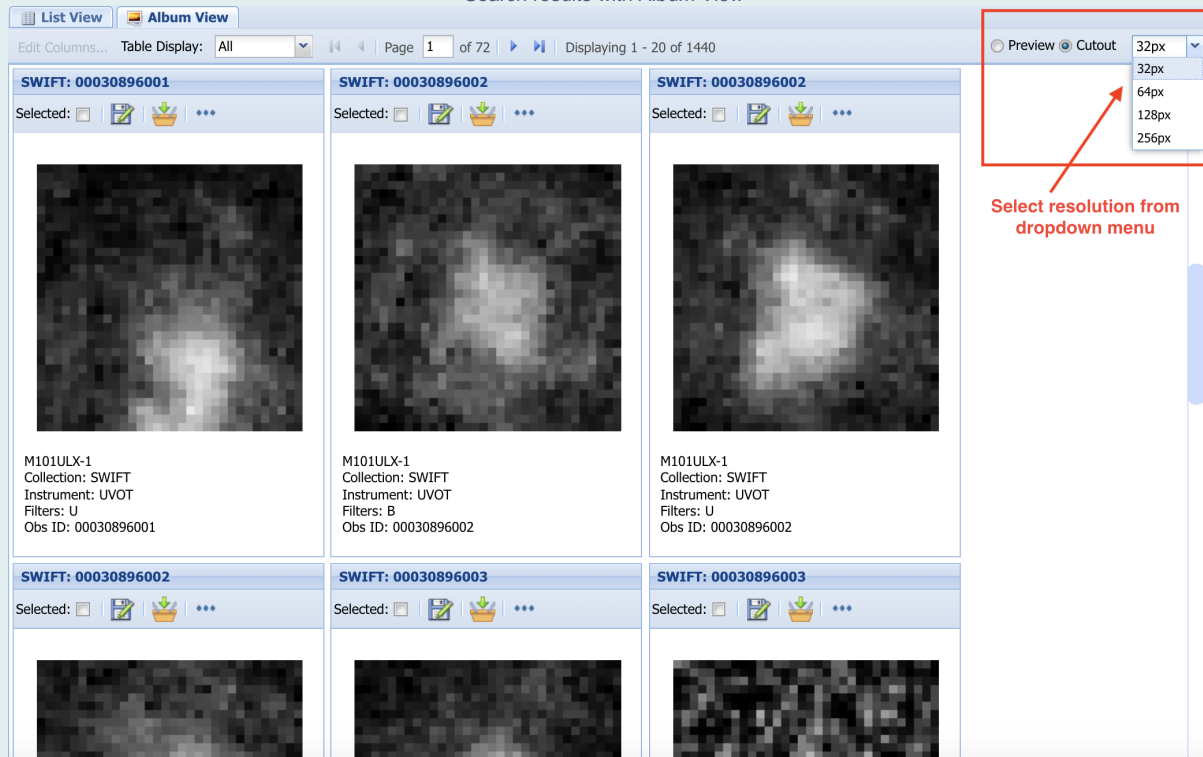 Search results with Album View
List View
Album View
Edit Columns... Table Display: All Page 1 of 72 Displaying 1 - 20 of 1440
Preview Cutout 32px
32px
64px
128px
256px
Select resolution from
dropdown menu
SWIFT: 00030896001
Selected:
M101ULX-1
Collection: SWIFT
Instrument: UVOT
Filters: U
Obs ID: 00030896001
SWIFT: 00030896002
Selected:
M101ULX-1
Collection: SWIFT
Instrument: UVOT
Filters: B
Obs ID: 00030896002
SWIFT: 00030896002
Selected:
M101ULX-1
Collection: SWIFT
Instrument: UVOT
Filters: U
Obs ID: 00030896002
SWIFT: 00030896002
Selected:
SWIFT: 00030896003
Selected:
SWIFT: 00030896003
Selected: